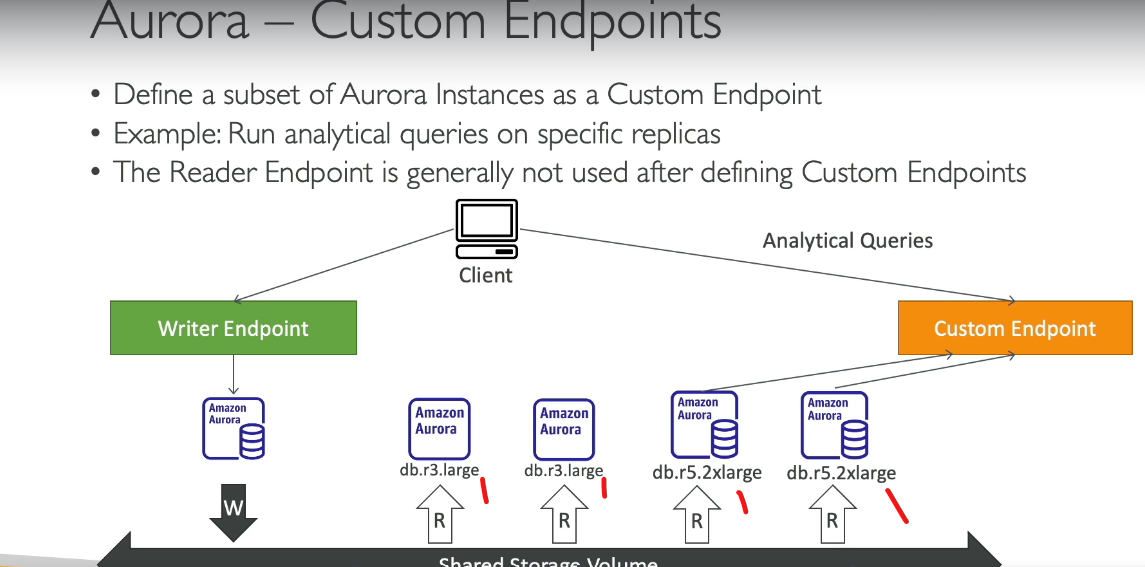 Aurora – Custom Endpoints
• Define a subset of Aurora Instances as a Custom Endpoint
• Example: Run analytical queries on specific replicas
• The Reader Endpoint is generally not used after defining Custom Endpoints
Analytical Queries
Client
Writer Endpoint
Custom Endpoint
Amazon
Aurora
Amazon
Aurora
db.r3.large
Amazon
Aurora
db.r3.large
Amazon
Aurora
db.r5.2xlarge
Amazon
Aurora
db.r5.2xlarge
W
R
R
R
R
Shared Storage Volume